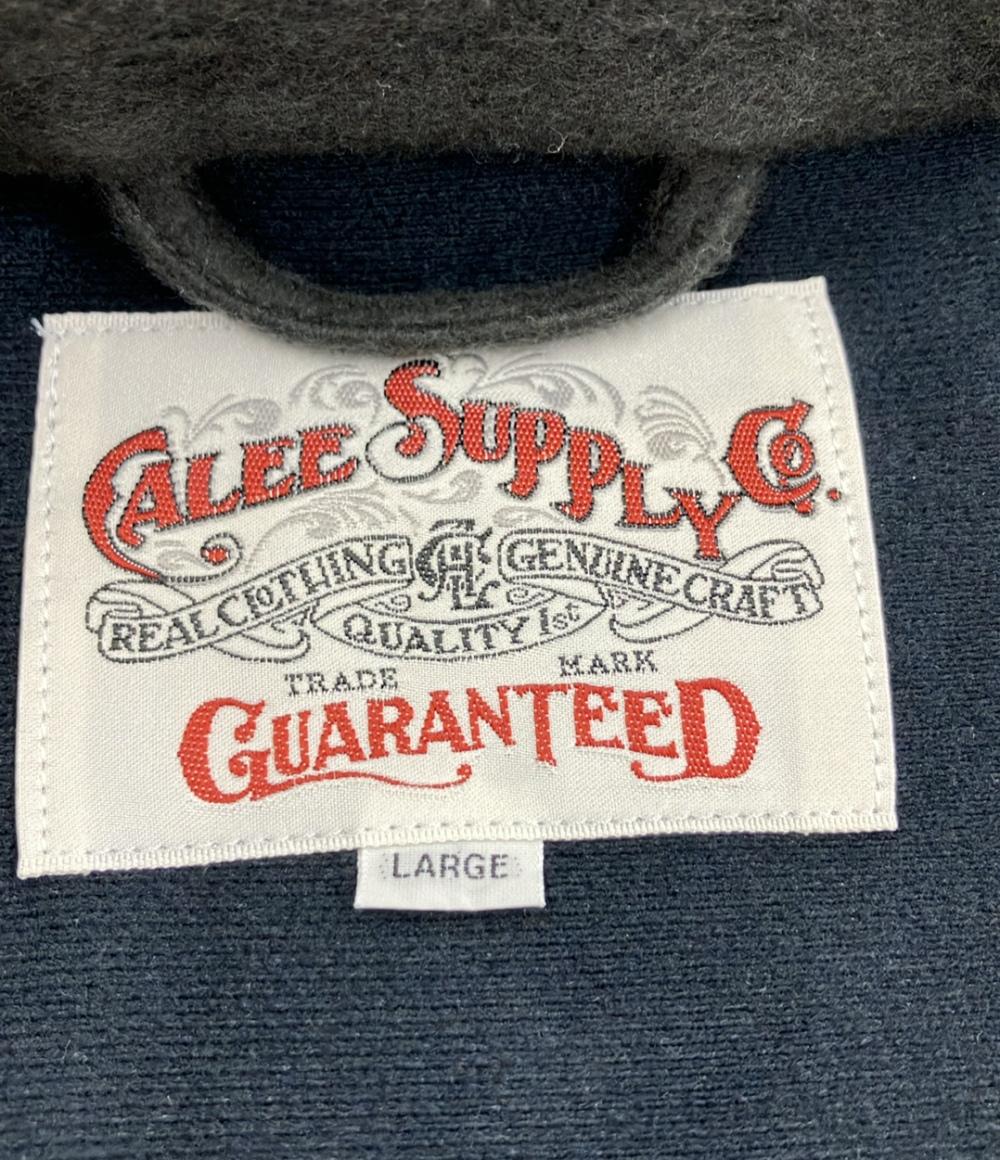 CALEE SUPPLY Co.
REAL CLOTHING GENUINE CRAFT
QUALITY 1st
TRADE MARK
GUARANTEED
LARGE